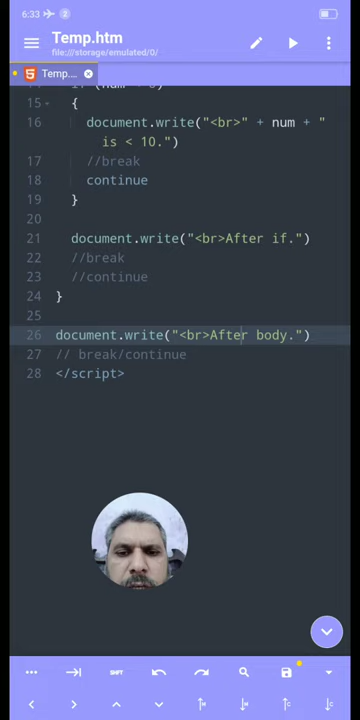 6:33 2
Temp.htm
file:///storage/emulated/0/
Temp....
15 {
16 document.write("<br>" + num + "
is < 10.")
17 //break
18 continue
19 }
20
21 document.write("<br>After if.")
22 //break
23 //continue
24 }
25
26 document.write("<br>After body.")
27 // break/continue
28 </script>
SHFT